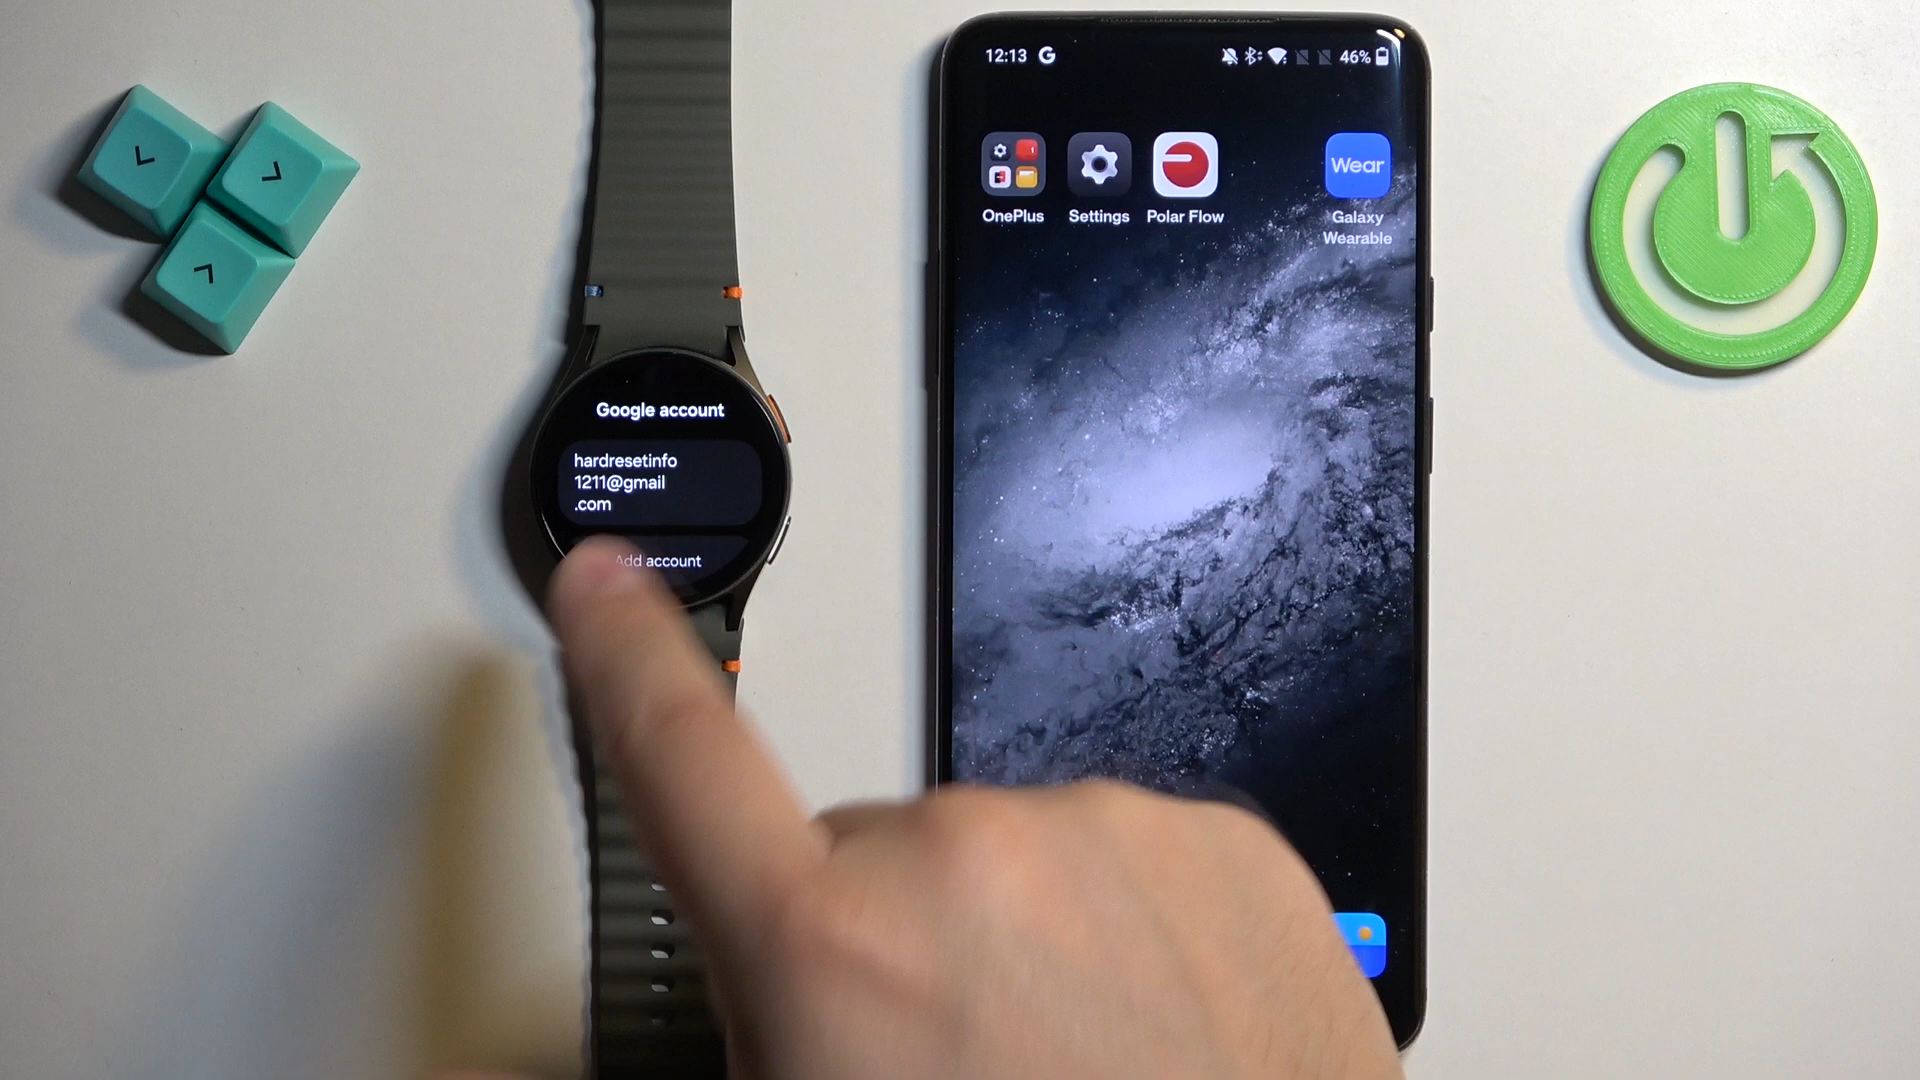 12:13
46%
OnePlus
Settings
Polar Flow
Wear
Galaxy
Wearable
Google account
hardresetinfo
1211@gmail
.com
Add account